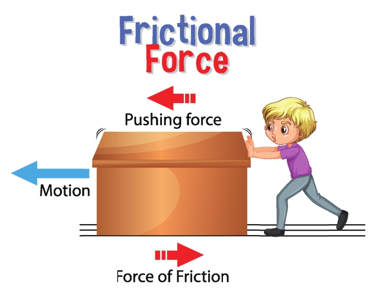 Frictional
Force
Pushing force
Motion
Force of Friction